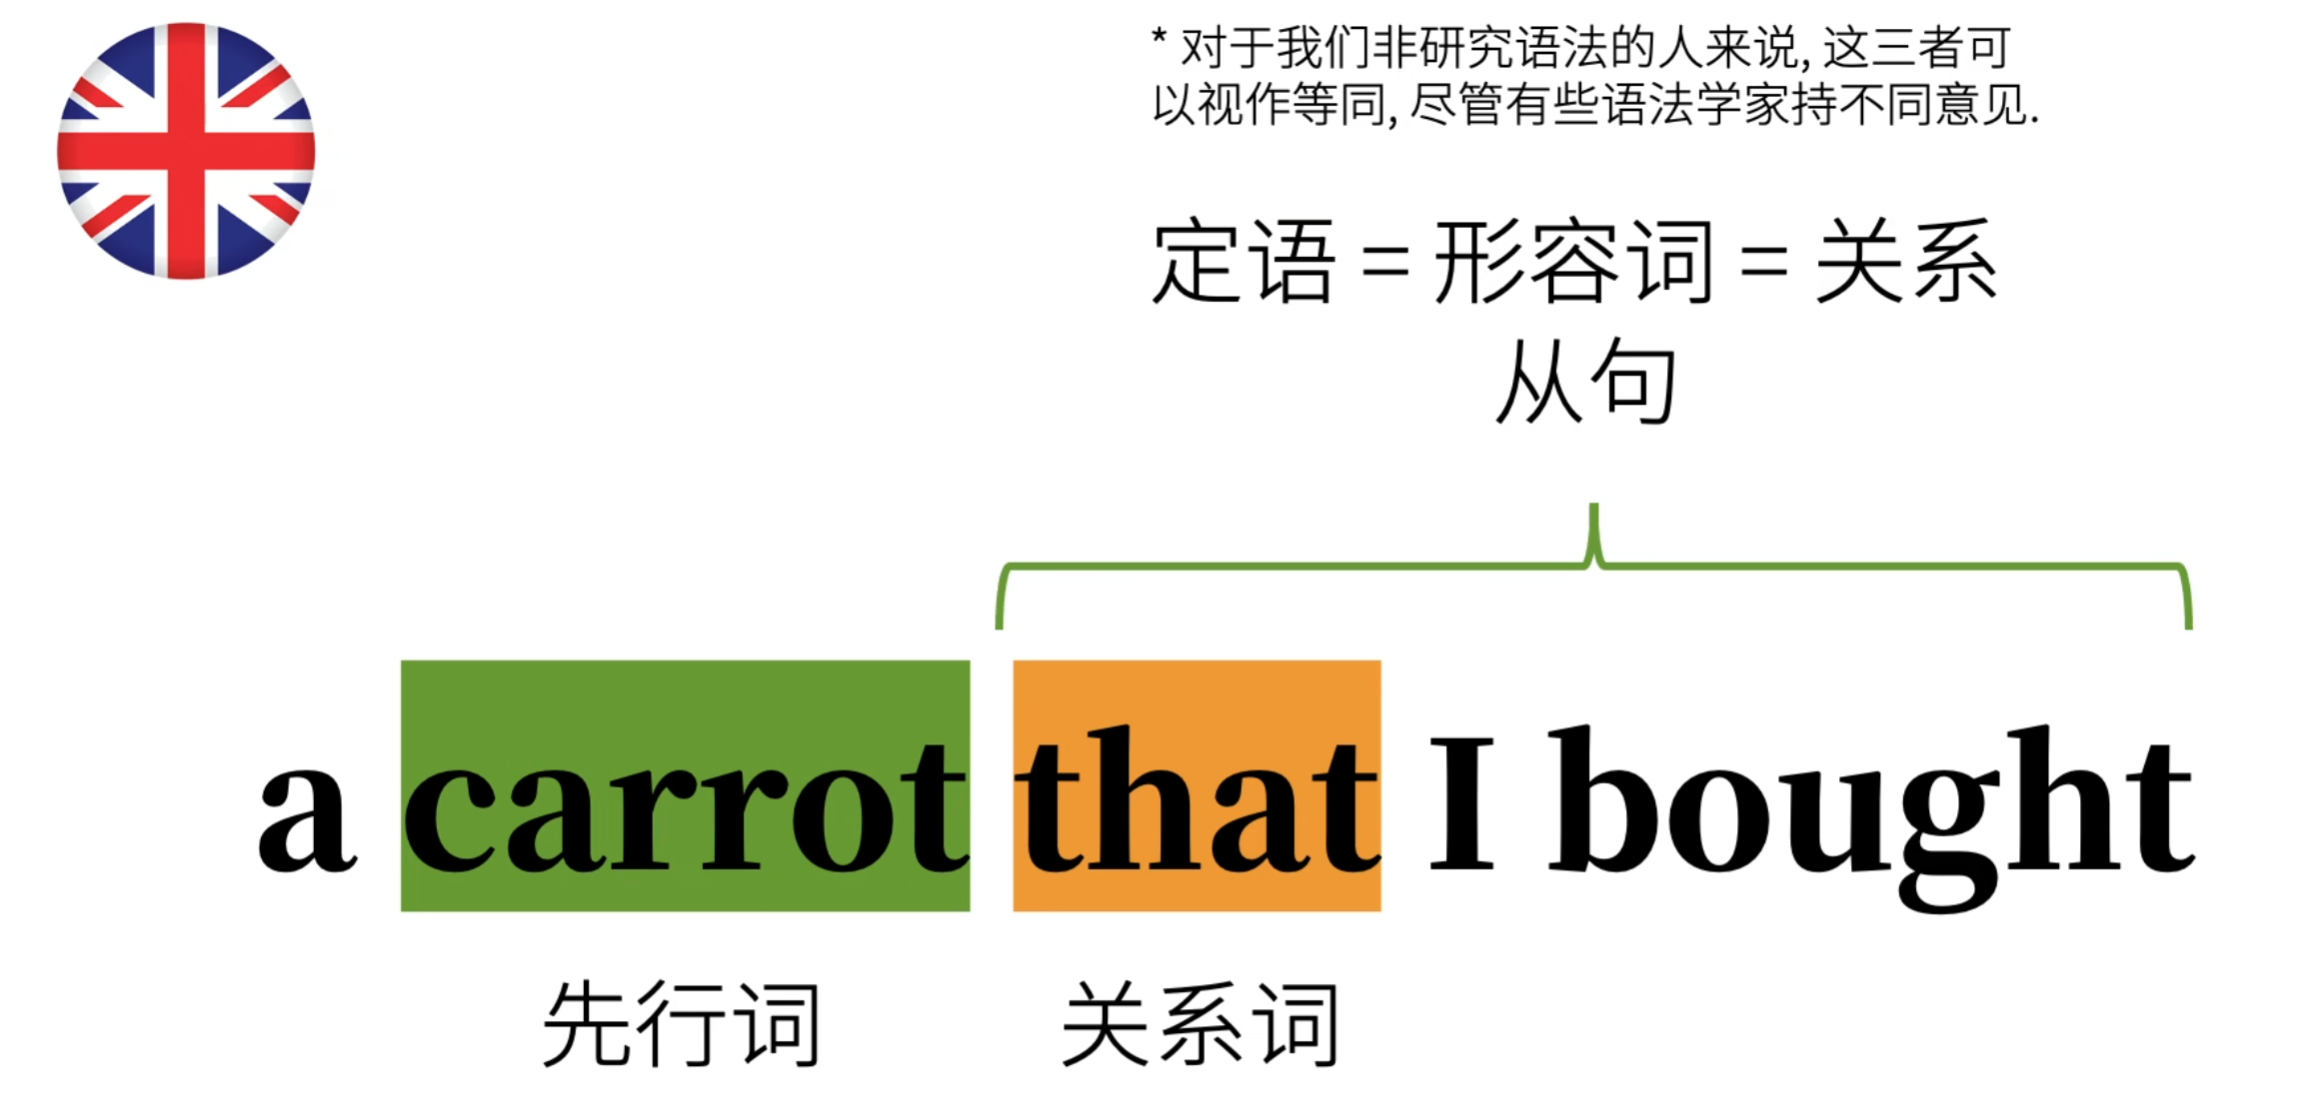 * 对于我们非研究语法的人来说, 这三者可
以视作等同, 尽管有些语法学家持不同意见.
定语 = 形容词 = 关系
从句
a carrot that I bought
先行词 关系词